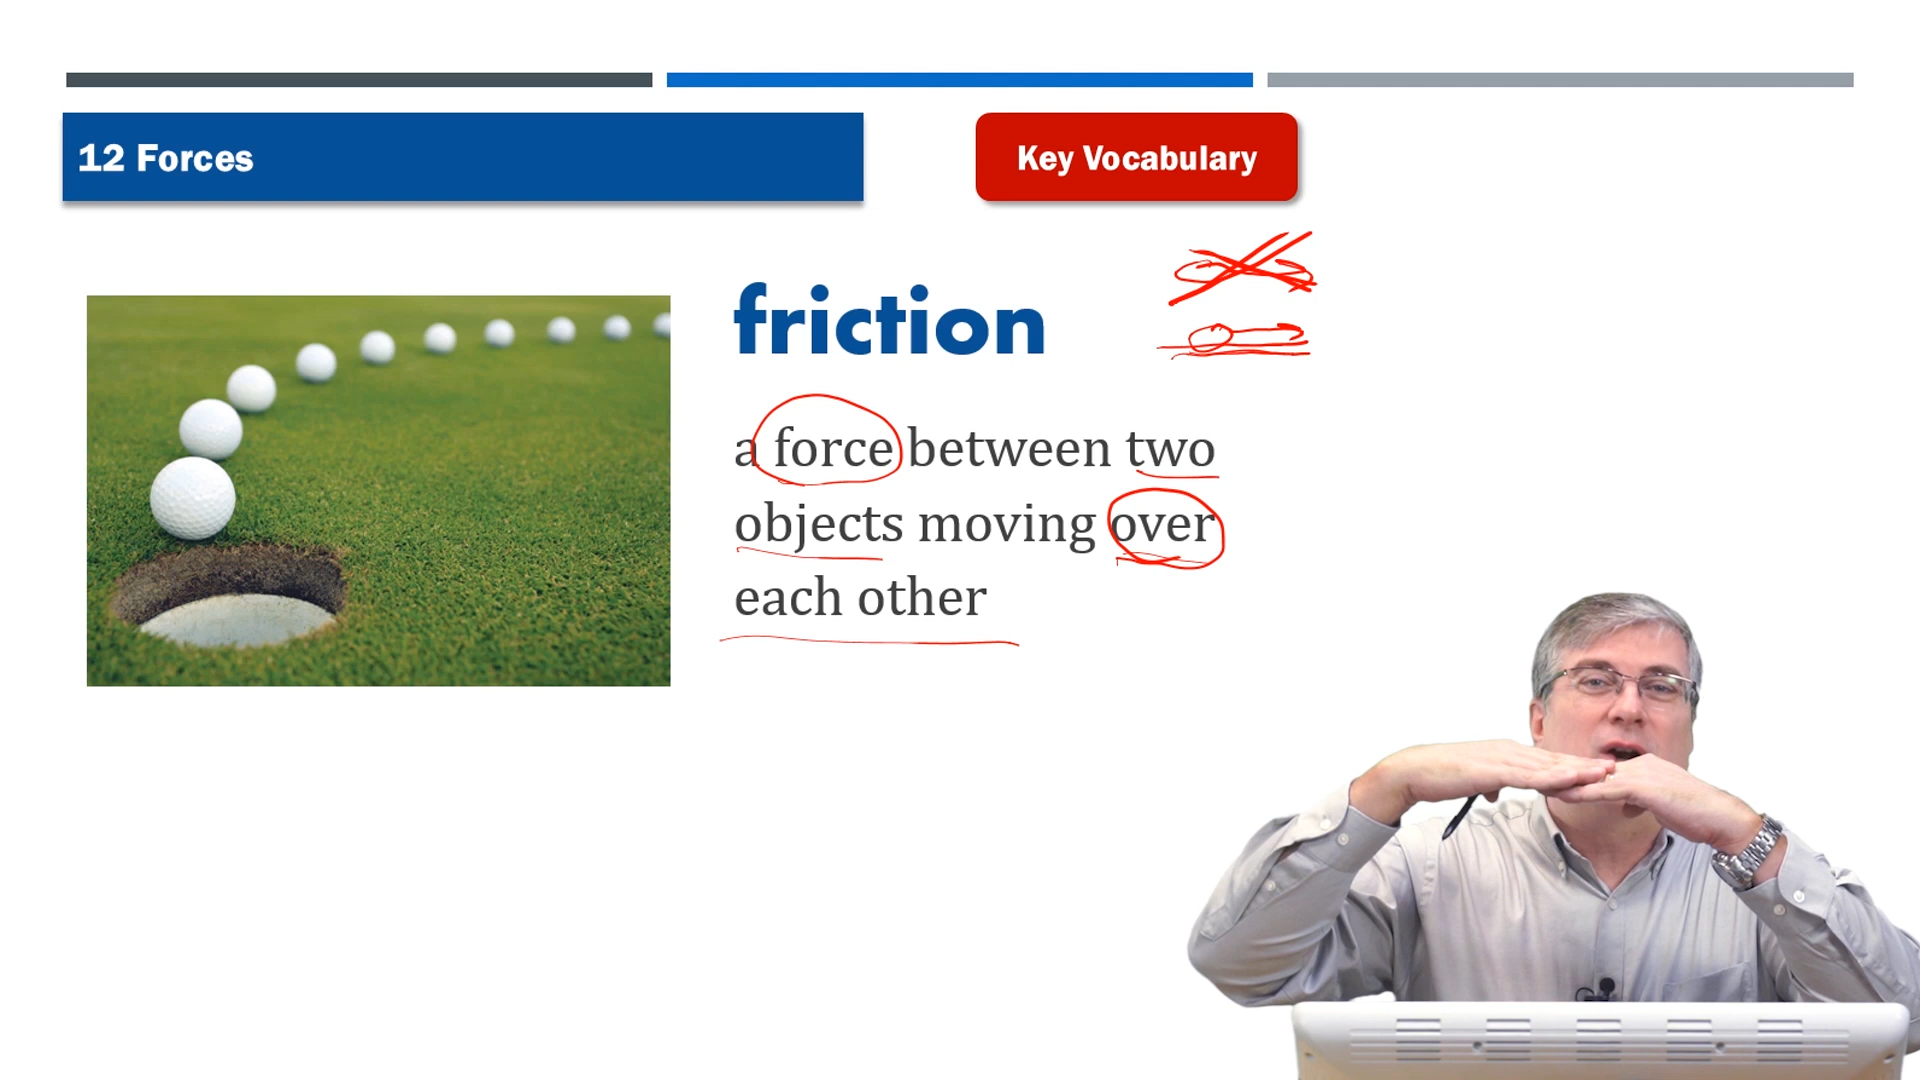 12 Forces
Key Vocabulary
friction
a force between two
objects moving over
each other